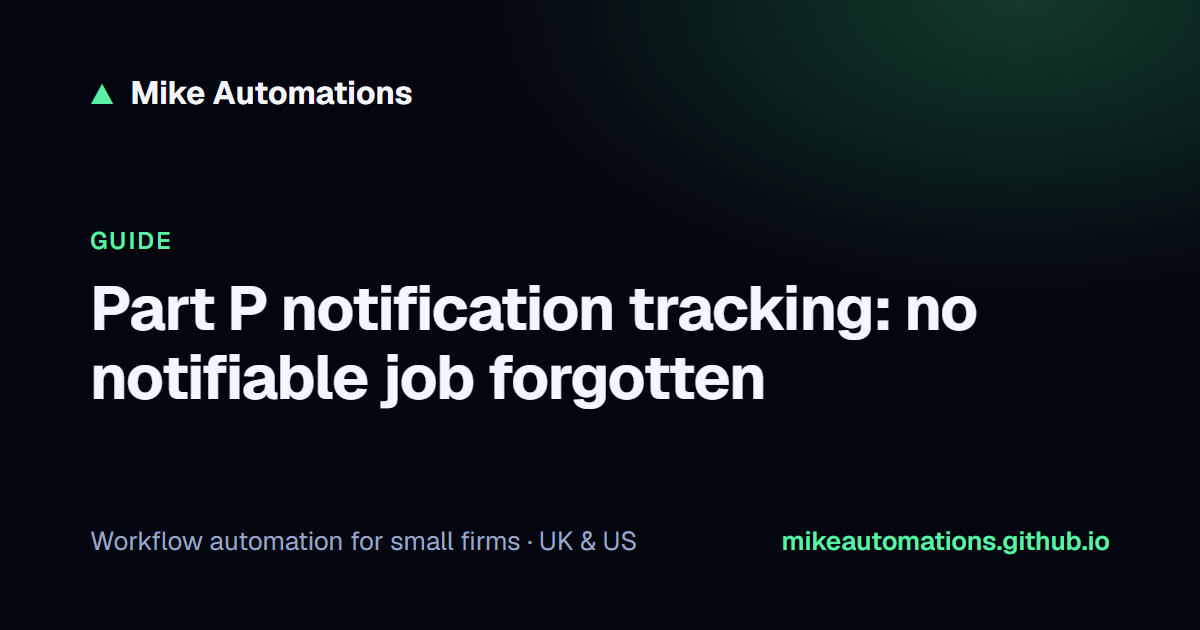 Mike Automations
GUIDE
Part P notification tracking: no
notifiable job forgotten
Workflow automation for small firms · UK & US
mikeautomations.github.io